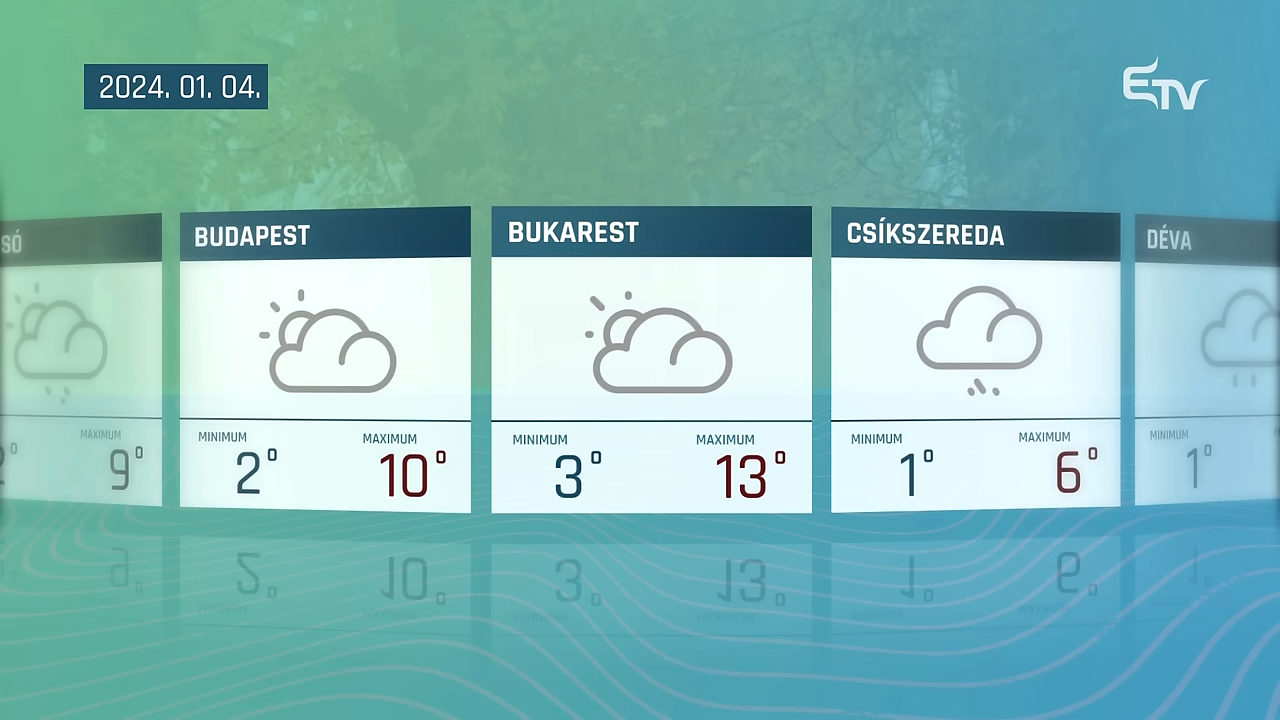 2024. 01. 04.
ETV
SÓ
MAXIMUM
9°
BUDAPEST
MINIMUM MAXIMUM
2° 10°
BUKAREST
MINIMUM MAXIMUM
3° 13°
CSÍKSZEREDA
MINIMUM MAXIMUM
1° 6°
DÉVA
MINIMUM
1°